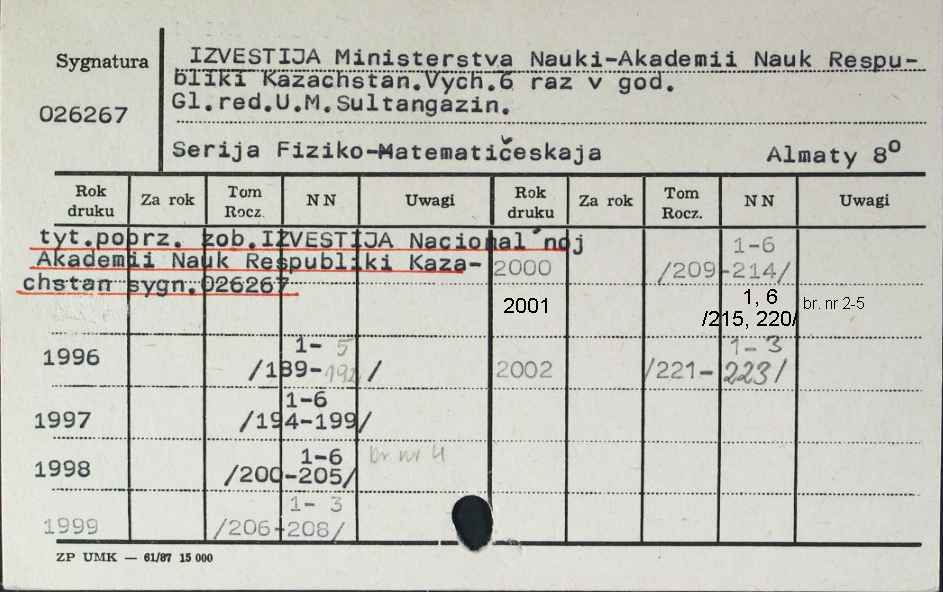 Sygnatura
026267
IZVESTIJA Ministerstva Nauki-Akademii Nauk Respu-
bliki Kazachstan.Vych.6 raz v god.
Gl.red.U.M.Sultangazin.
Serija Fiziko-Matematičeskaja Almaty 8º
Rok druku Za rok Tom Rocz. NN Uwagi Rok druku Za rok Tom Rocz. NN Uwagi
tyt.poprz. zob.IZVESTIJA Nacional´noj
Akademii Nauk Respubliki Kaza-
chstan sygn.026267
1-6
2000 /209-214/
1, 6
2001 /215, 220/ br. nr 2-5
1- 5
1996 /189-192/
1- 3
2002 /221-223/
1-6
1997 /194-199/
1-6 br nr 4
1998 /200-205/
1- 3
1999 /206-208/
ZP UMK — 61/87 15 000